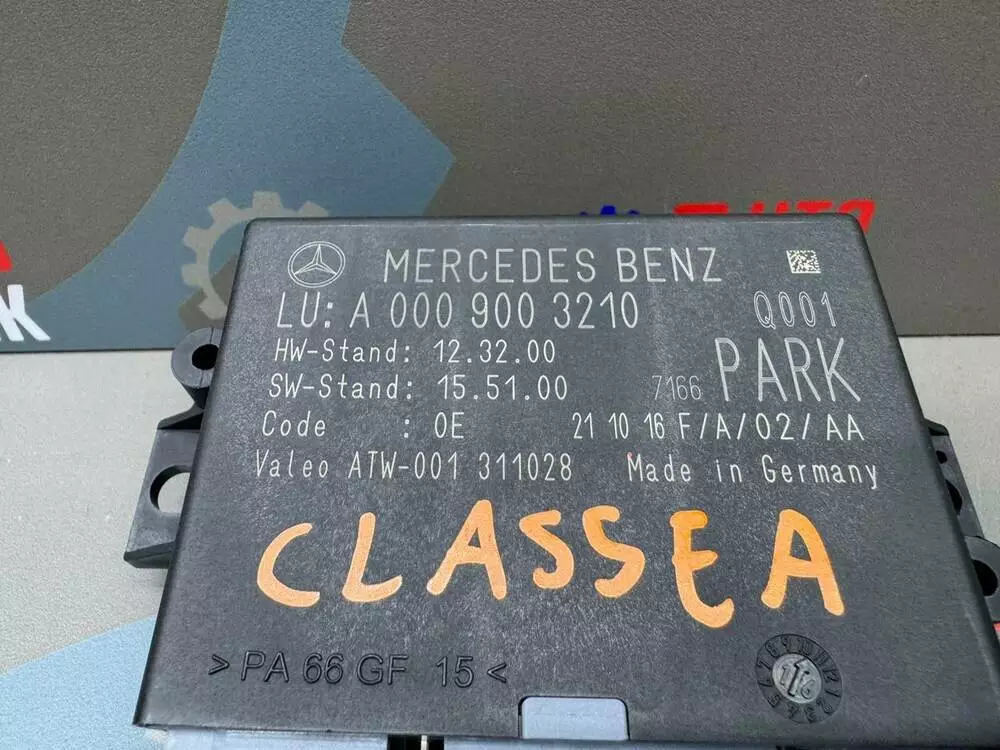 MERCEDES BENZ
LU: A 000 900 3210 Q001
HW-Stand: 12.32.00
SW-Stand: 15.51.00 7166 PARK
Code : 0E 21 10 16 F/A/02/AA
Valeo ATW-001 311028 Made in Germany
CLASSE A
>PA 66 GF 15<